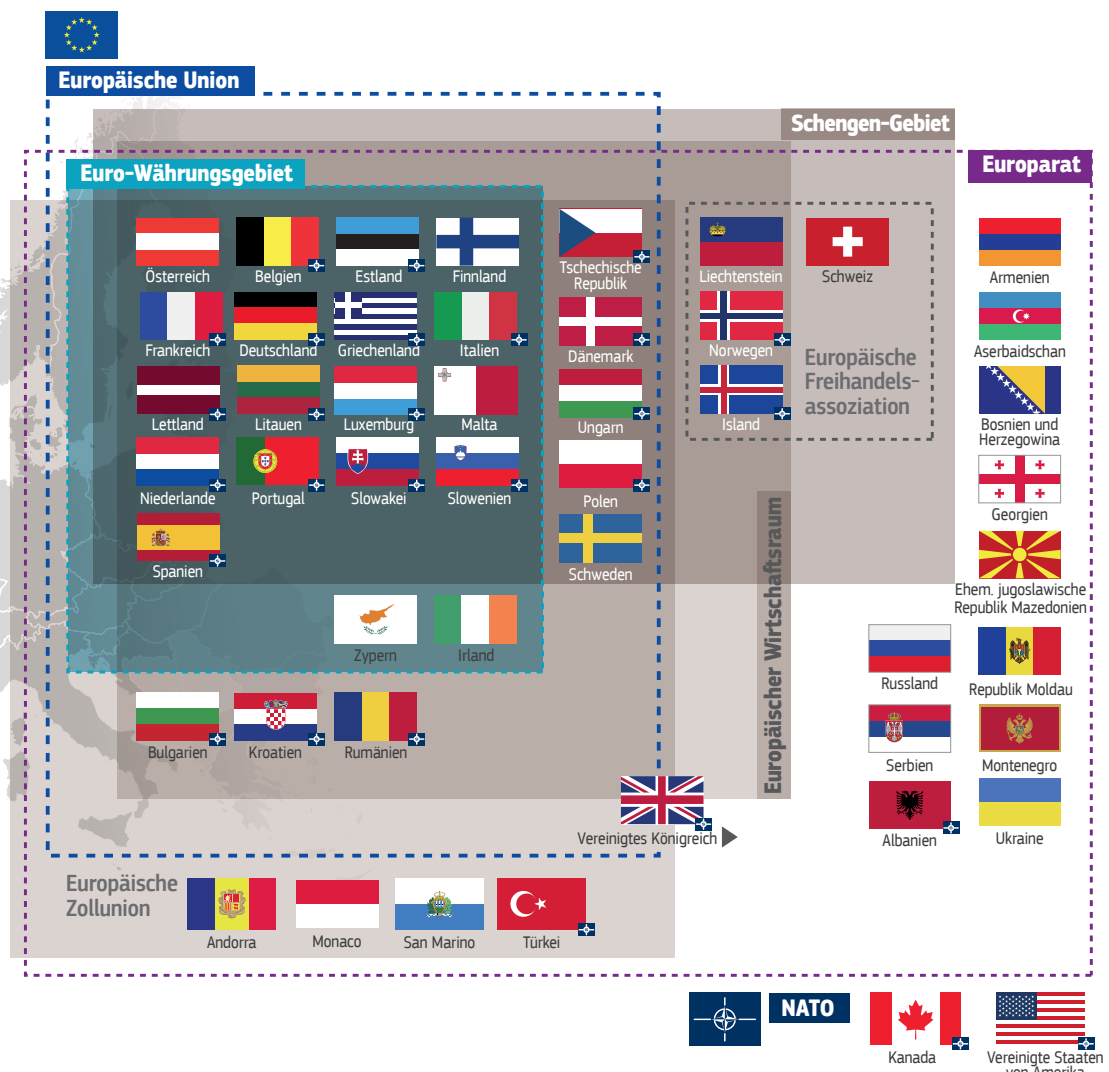 Europäische Union
Schengen-Gebiet
Europarat
Euro-Währungsgebiet
Österreich
Belgien
Estland
Finnland
Tschechische
Republik
Liechtenstein
Schweiz
Armenien
Frankreich
Deutschland
Griechenland
Italien
Dänemark
Norwegen
Europäische
Freihandels-
assoziation
Aserbaidschan
Lettland
Litauen
Luxemburg
Malta
Ungarn
Island
Bosnien und
Herzegowina
Niederlande
Portugal
Slowakei
Slowenien
Polen
Georgien
Spanien
Schweden
Ehem. jugoslawische
Republik Mazedonien
Europäischer Wirtschaftsraum
Zypern
Irland
Russland
Republik Moldau
Bulgarien
Kroatien
Rumänien
Serbien
Montenegro
Vereinigtes Königreich
Albanien
Ukraine
Europäische
Zollunion
Andorra
Monaco
San Marino
Türkei
NATO
Kanada
Vereinigte Staaten
von Amerika